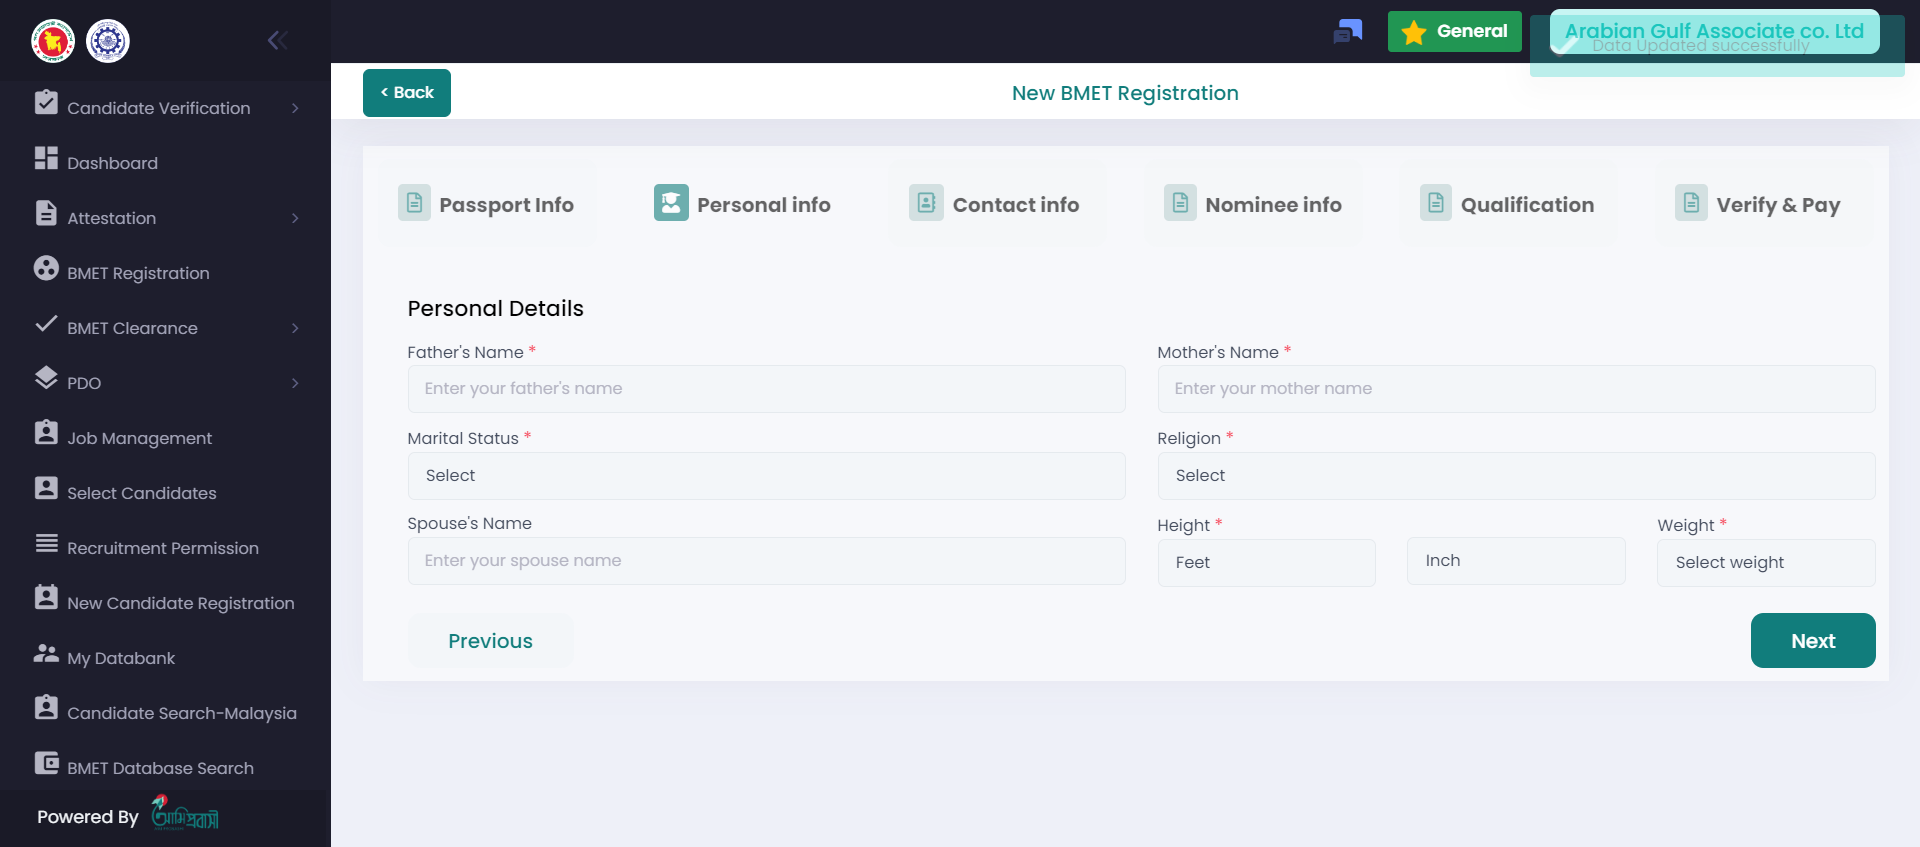 General
Arabian Gulf Associate co. Ltd
Data Updated successfully
< Back
New BMET Registration
Candidate Verification
Dashboard
Attestation
BMET Registration
BMET Clearance
PDO
Job Management
Select Candidates
Recruitment Permission
New Candidate Registration
My Databank
Candidate Search-Malaysia
BMET Database Search
Powered By
আমি প্রবাসী
Passport Info
Personal info
Contact info
Nominee info
Qualification
Verify & Pay
Personal Details
Father's Name *
Enter your father's name
Mother's Name *
Enter your mother name
Marital Status *
Select
Religion *
Select
Spouse's Name
Enter your spouse name
Height *
Feet
Inch
Weight *
Select weight
Previous
Next